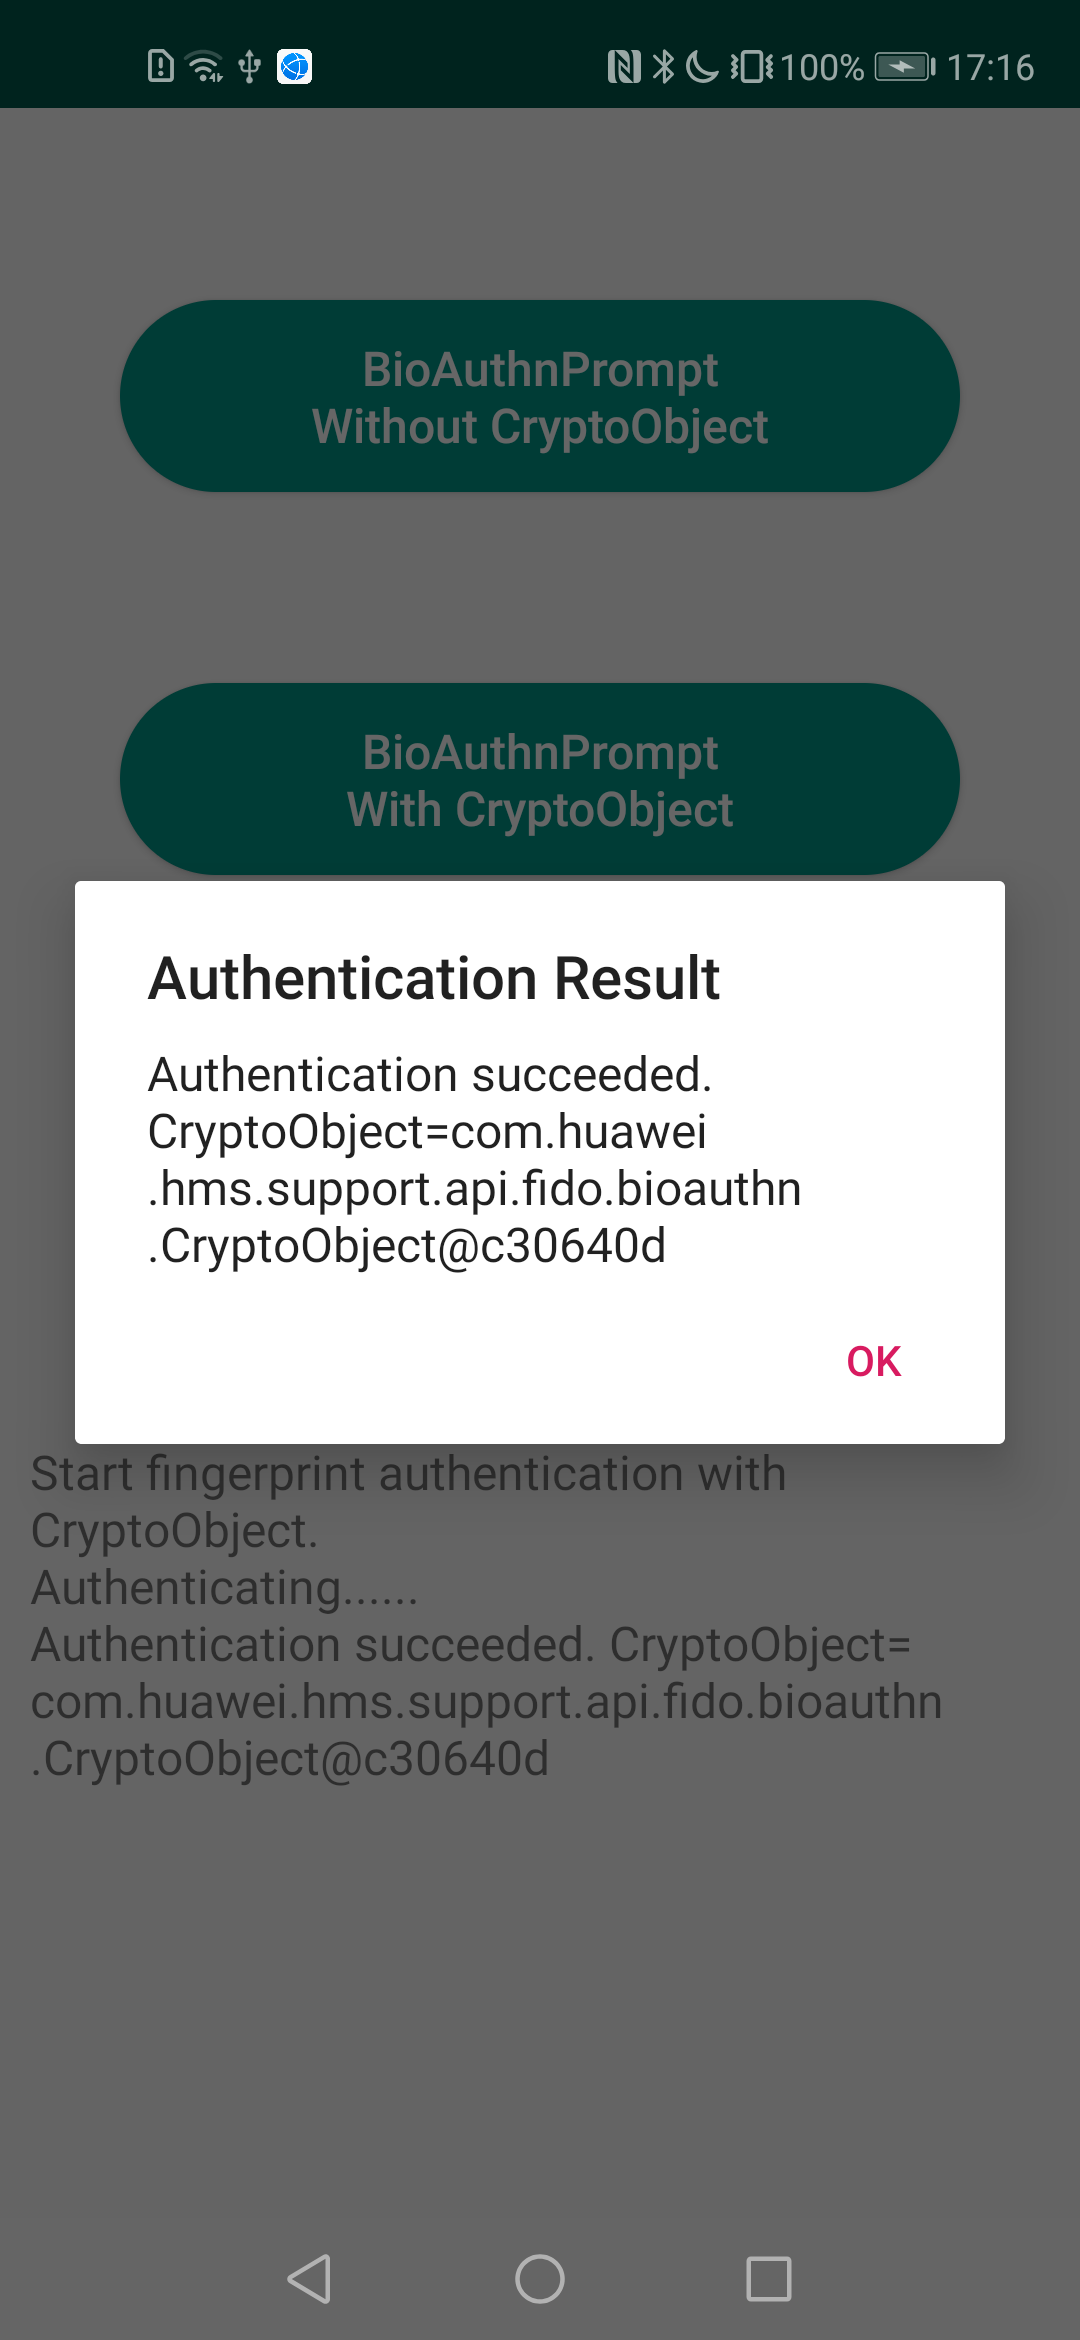 100% 17:16
BioAuthnPrompt
Without CryptoObject
BioAuthnPrompt
With CryptoObject
Authentication Result
Authentication succeeded.
CryptoObject=com.huawei
.hms.support.api.fido.bioauthn
.CryptoObject@c30640d
OK
Start fingerprint authentication with
CryptoObject.
Authenticating......
Authentication succeeded. CryptoObject=
com.huawei.hms.support.api.fido.bioauthn
.CryptoObject@c30640d